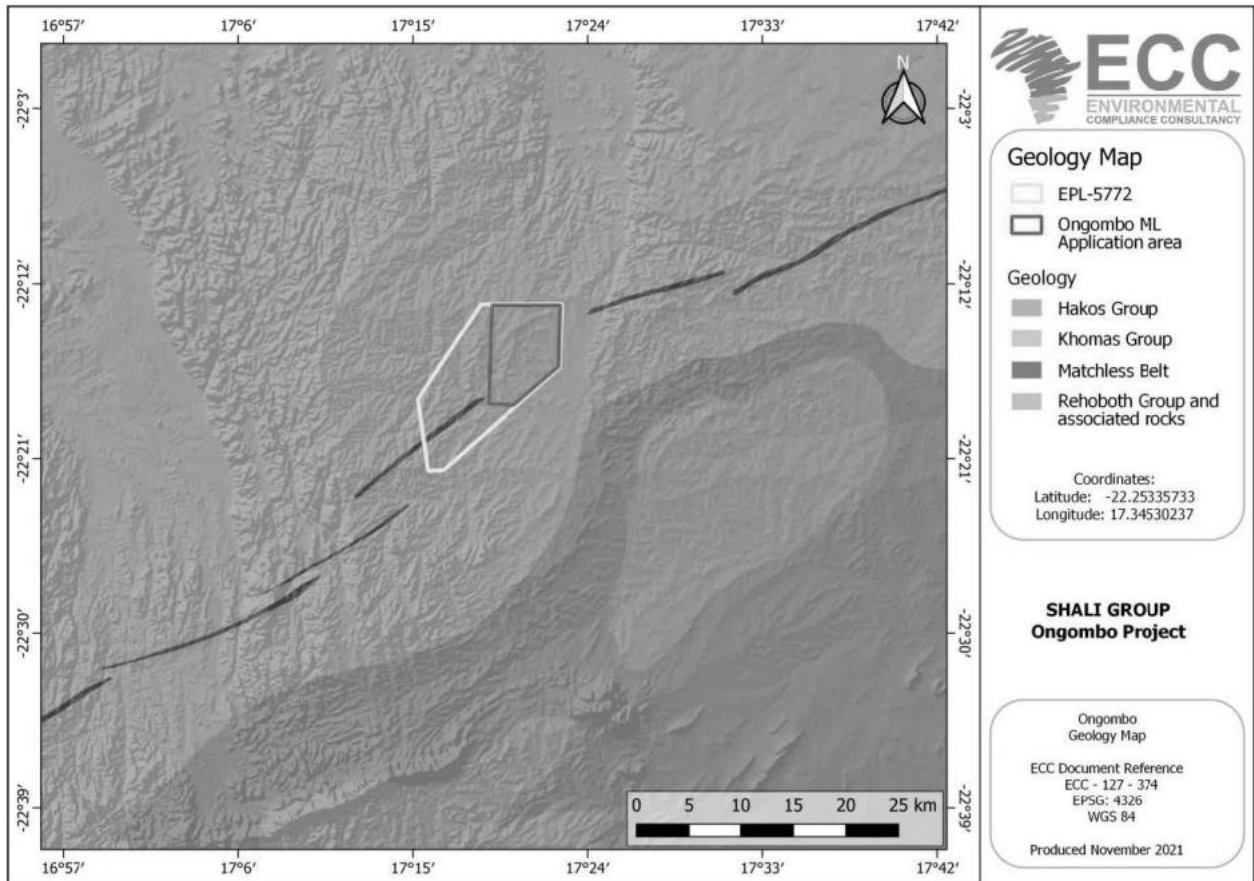 16°57′ 17°6′ 17°15′ 17°24′ 17°33′ 17°42′
-22°3′ -22°3′
-22°12′ -22°12′
-22°21′ -22°21′
-22°30′ -22°30′
-22°39′ -22°39′
16°57′ 17°6′ 17°15′ 17°24′ 17°33′ 17°42′
N
0 5 10 15 20 25 km
ECC
ENVIRONMENTAL
COMPLIANCE CONSULTANCY
Geology Map
EPL-5772
Ongombo ML
Application area
Geology
Hakos Group
Khomas Group
Matchless Belt
Rehoboth Group and
associated rocks
Coordinates:
Latitude: -22.25335733
Longitude: 17.34530237
SHALI GROUP
Ongombo Project
Ongombo
Geology Map
ECC Document Reference
ECC - 127 - 374
EPSG: 4326
WGS 84
Produced November 2021